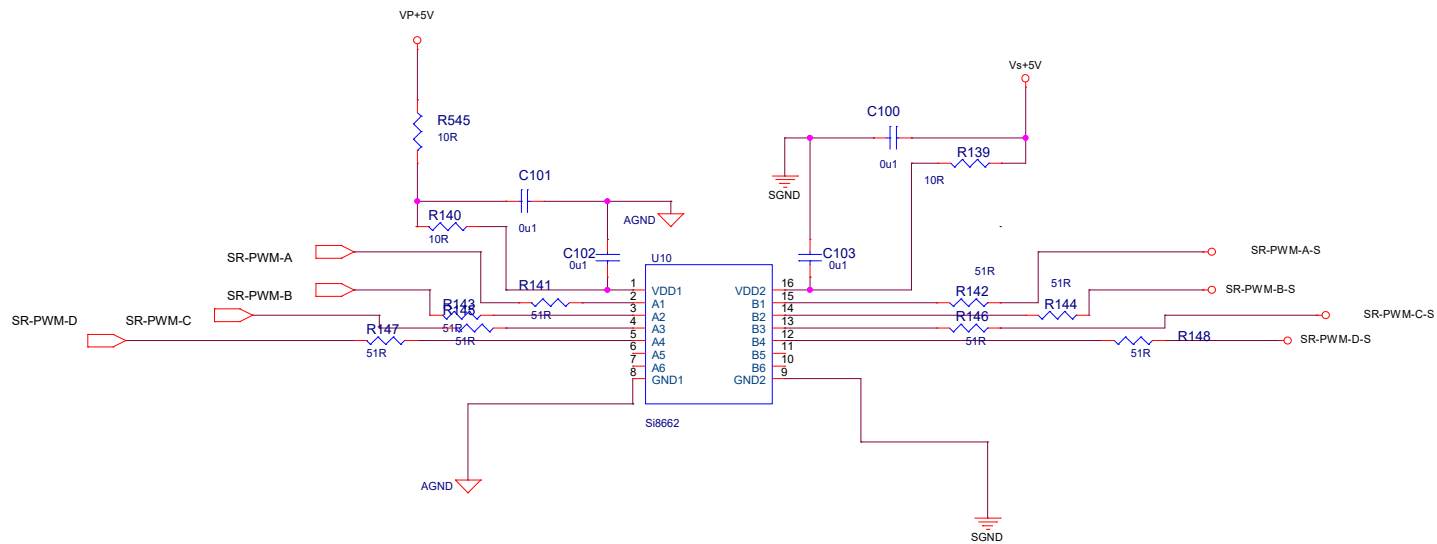 VP+5V
Vs+5V
R545
10R
C100
0u1
R139
10R
SGND
C101
0u1
AGND
R140
10R
C102
0u1
C103
0u1
SR-PWM-A
SR-PWM-B
SR-PWM-C
SR-PWM-D
R141
51R
R143
51R
R145
51R
R147
51R
U10
1 VDD1
2 A1
3 A2
4 A3
5 A4
6 A5
7 A6
8 GND1
VDD2 16
B1 15
B2 14
B3 13
B4 12
B5 11
B6 10
GND2 9
Si8662
51R
R142
51R
R144
R146
51R
R148
51R
SR-PWM-A-S
SR-PWM-B-S
SR-PWM-C-S
SR-PWM-D-S
AGND
SGND